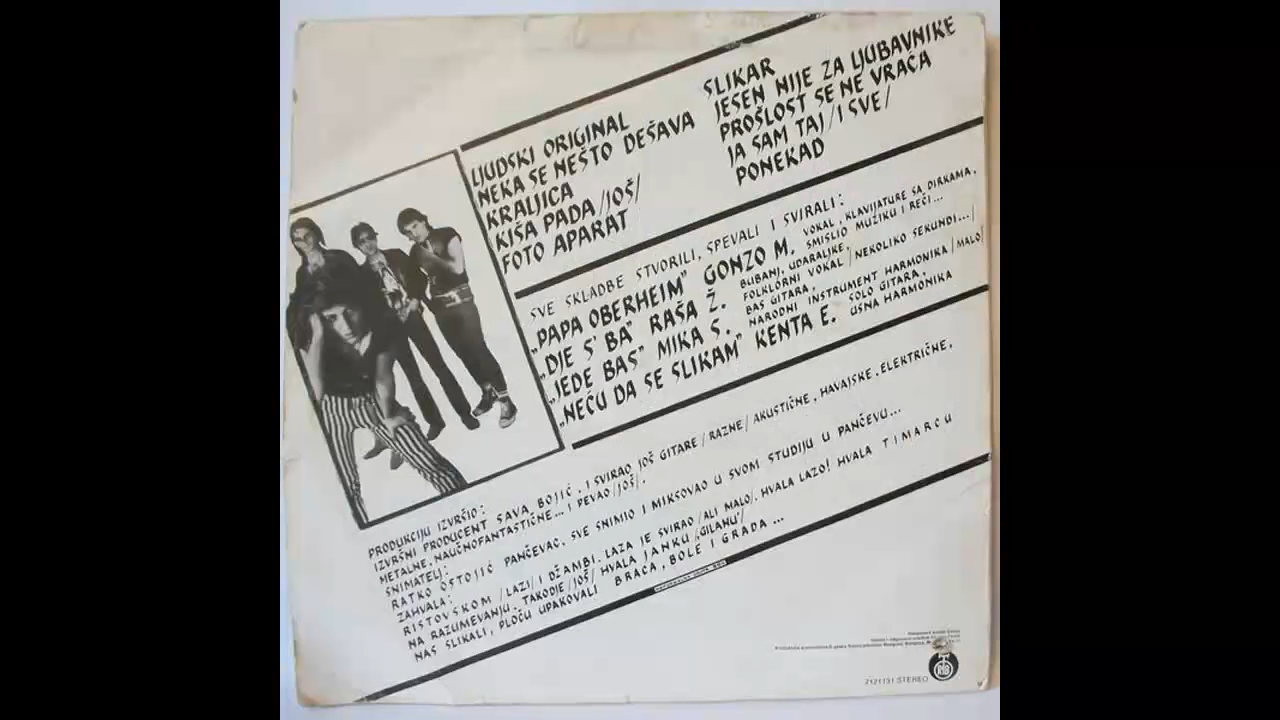 LJUDSKI ORIGINAL
NEKA SE NEŠTO DEŠAVA
KRALJICA
KIŠA PADA /JOŠ/
FOTO APARAT
SLIKAR
JESEN NIJE ZA LJUBAVNIKE
PROŠLOST SE NE VRAĆA
JA SAM TAJ /I SVE/
PONEKAD
SVE SKLADBE STVORILI, SPEVALI I SVIRALI:
„PAPA OBERHEIM" GONZO M. VOKAL, KLAVIJATURE SA DIRKAMA,
SMISLIO MUZIKU I REČI...
„DJE S' BA" RAŠA Ž. BUBANJ, UDARALJKE,
FOLKLORNI VOKAL /NEKOLIKO SEKUNDI.../
„JEDE BAS" MIKA S. BAS GITARA,
NARODNI INSTRUMENT HARMONIKA /MALO/
„NEĆU DA SE SLIKAM" KENTA E. SOLO GITARA,
USNA HARMONIKA
PRODUKCIJU IZVRŠIO:
IZVRŠNI PRODUCENT SAVA BOJIĆ, I SVIRAO JOŠ GITARE /RAZNE/ AKUSTIČNE, HAVAJSKE, ELEKTRIČNE,
METALNE, NAUČNOFANTASTIČNE... I PEVAO /JOŠ/.
SNIMATELJ:
RATKO OSTOJIĆ PANČEVAC, SVE SNIMIO I MIKSOVAO U SVOM STUDIJU U PANČEVU...
ZAHVALA:
RISTOVSKOM /LAZI/ I DŽAMBI. LAZA JE SVIRAO /ALI MALO/, HVALA LAZO! HVALA TIMARCU
NA RAZUMEVANJU. TAKODJE /JOŠ/ HVALA JANKU /„GILAHU"/
NAS SLIKALI, PLOČU UPAKOVALI BRACA, BOLE I GRADA...
RTB
2121131 STEREO